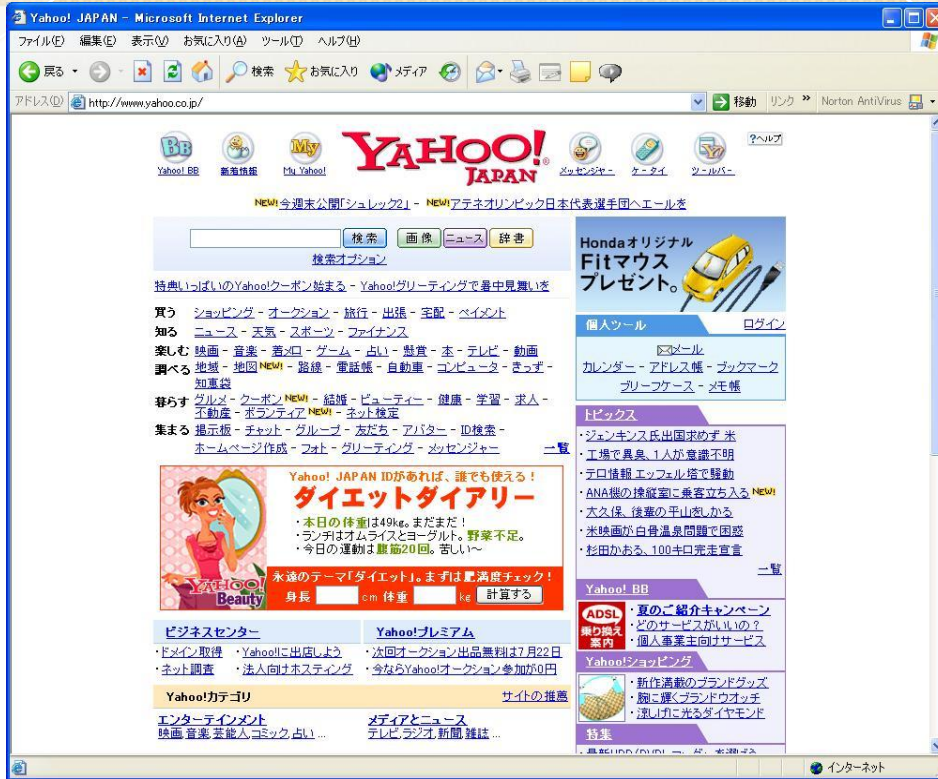 Yahoo! JAPAN - Microsoft Internet Explorer
ファイル(F) 編集(E) 表示(V) お気に入り(A) ツール(T) ヘルプ(H)
戻る 検索 お気に入り メディア
アドレス(D) http://www.yahoo.co.jp/ 移動 リンク » Norton AntiVirus
BB My YAHOO! JAPAN ?ヘルプ
Yahoo! BB 新着情報 My Yahoo! メッセンジャー ケータイ ツールバー
NEW!今週末公開「シュレック2」 - NEW!アテネオリンピック日本代表選手団へエールを
検索 画像 ニュース 辞書
検索オプション
特典いっぱいのYahoo!クーポン始まる - Yahoo!グリーティングで暑中見舞いを
買う ショッピング - オークション - 旅行 - 出張 - 宅配 - ペイメント
知る ニュース - 天気 - スポーツ - ファイナンス
楽しむ 映画 - 音楽 - 着メロ - ゲーム - 占い - 懸賞 - 本 - テレビ - 動画
調べる 地域 - 地図 NEW! - 路線 - 電話帳 - 自動車 - コンピュータ - きっず -
知恵袋
暮らす グルメ - クーポン NEW! - 結婚 - ビューティー - 健康 - 学習 - 求人 -
不動産 - ボランティア NEW! - ネット検定
集まる 掲示板 - チャット - グループ - 友だち - アバター - ID検索 -
ホームページ作成 - フォト - グリーティング - メッセンジャー 一覧
Yahoo! JAPAN IDがあれば、誰でも使える!
ダイエットダイアリー
・本日の体重は49kg。まだまだ!
・ランチはオムライスとヨーグルト。野菜不足。
・今日の運動は腹筋20回。苦しい〜
YAHOO! Beauty
永遠のテーマ「ダイエット」。まずは肥満度チェック!
身長 cm 体重 kg 計算する
ビジネスセンター
・ドメイン取得 ・Yahoo!に出店しよう
・ネット調査 ・法人向けホスティング
Yahoo!プレミアム
・次回オークション出品無料は7月22日
・今ならYahoo!オークション参加が0円
Yahoo!カテゴリ サイトの推薦
エンターテインメント
映画,音楽,芸能人,コミック,占い ...
メディアとニュース
テレビ,ラジオ,新聞,雑誌 ...
Hondaオリジナル
Fitマウス
プレゼント。
個人ツール ログイン
メール
カレンダー - アドレス帳 - ブックマーク
ブリーフケース - メモ帳
トピックス
・ジェンキンス氏出国求めず 米
・工場で異臭、1人が意識不明
・テロ情報 エッフェル塔で騒動
・ANA機の操縦室に乗客立ち入る NEW!
・大久保、後輩の平山をしかる
・米映画が白骨温泉問題で困惑
・杉田かおる、100キロ完走宣言
一覧
Yahoo! BB
ADSL
乗り換え
案内
・夏のご紹介キャンペーン
・どのサービスがいいの?
・個人事業主向けサービス
Yahoo!ショッピング
・新作満載のブランドグッズ
・腕に輝くブランドウオッチ
・涼しげに光るダイヤモンド
特集
インターネット